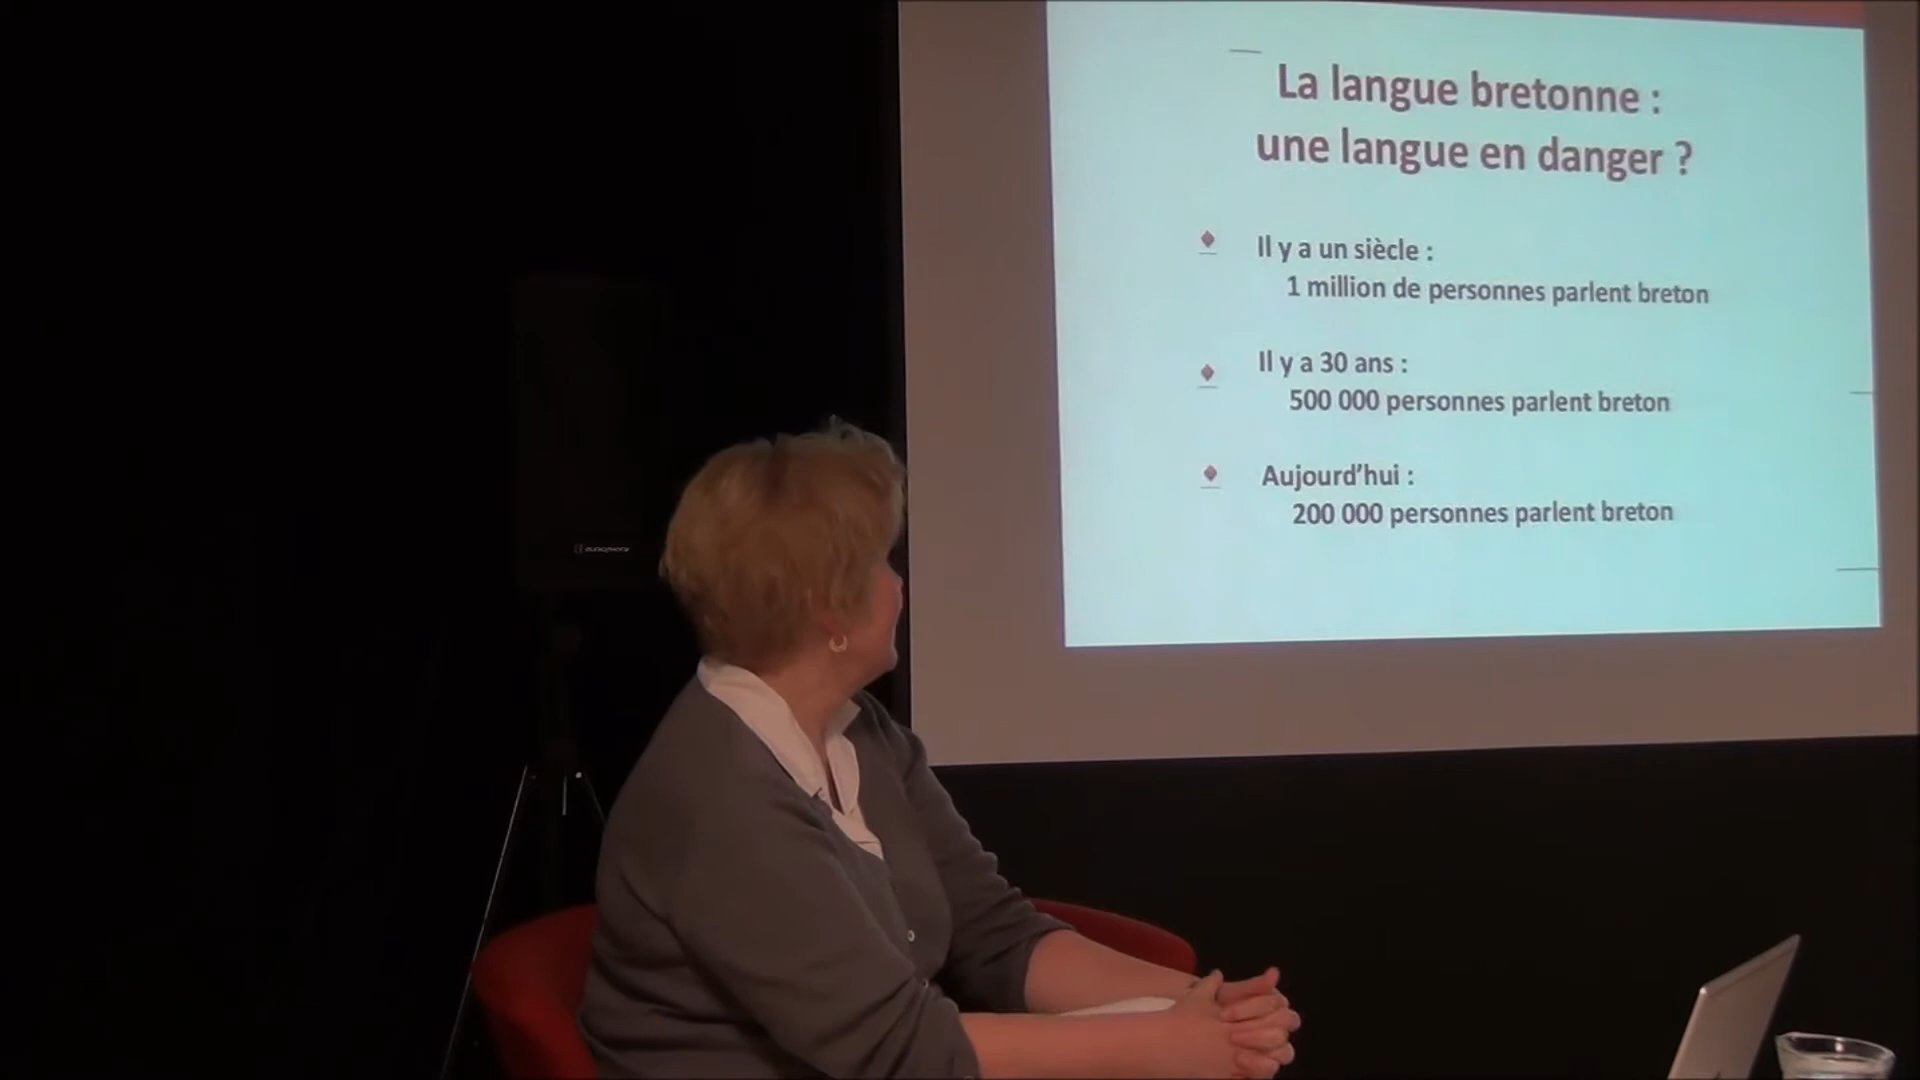 La langue bretonne :
une langue en danger ?
Il y a un siècle :
1 million de personnes parlent breton
Il y a 30 ans :
500 000 personnes parlent breton
Aujourd’hui :
200 000 personnes parlent breton